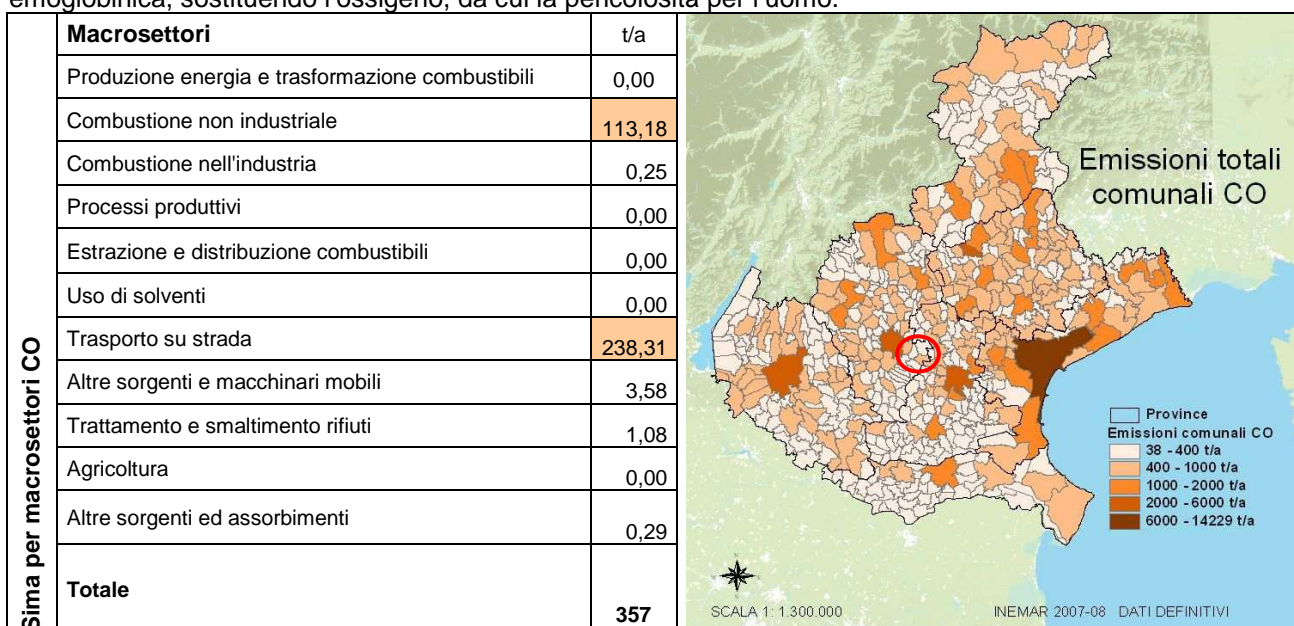 emoglobinica, sostituendo l'ossigeno, da cui la pericolosità per l'uomo.
Sima per macrosettori CO
Macrosettori t/a
Produzione energia e trasformazione combustibili 0,00
Combustione non industriale 113,18
Combustione nell'industria 0,25
Processi produttivi 0,00
Estrazione e distribuzione combustibili 0,00
Uso di solventi 0,00
Trasporto su strada 238,31
Altre sorgenti e macchinari mobili 3,58
Trattamento e smaltimento rifiuti 1,08
Agricoltura 0,00
Altre sorgenti ed assorbimenti 0,29
Totale 357
Emissioni totali
comunali CO
Province
Emissioni comunali CO
38 - 400 t/a
400 - 1000 t/a
1000 - 2000 t/a
2000 - 6000 t/a
6000 - 14229 t/a
SCALA 1: 1.300.000
INEMAR 2007-08 DATI DEFINITIVI